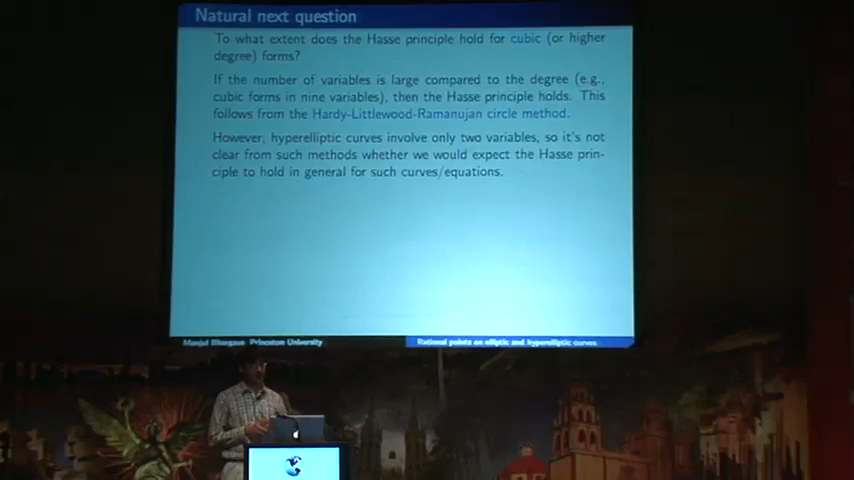 Natural next question
To what extent does the Hasse principle hold for cubic (or higher
degree) forms?
If the number of variables is large compared to the degree (e.g.,
cubic forms in nine variables), then the Hasse principle holds. This
follows from the Hardy-Littlewood-Ramanujan circle method.
However, hyperelliptic curves involve only two variables, so it's not
clear from such methods whether we would expect the Hasse prin-
ciple to hold in general for such curves/equations.
Manjul Bhargava Princeton University
Rational points on elliptic and hyperelliptic curves